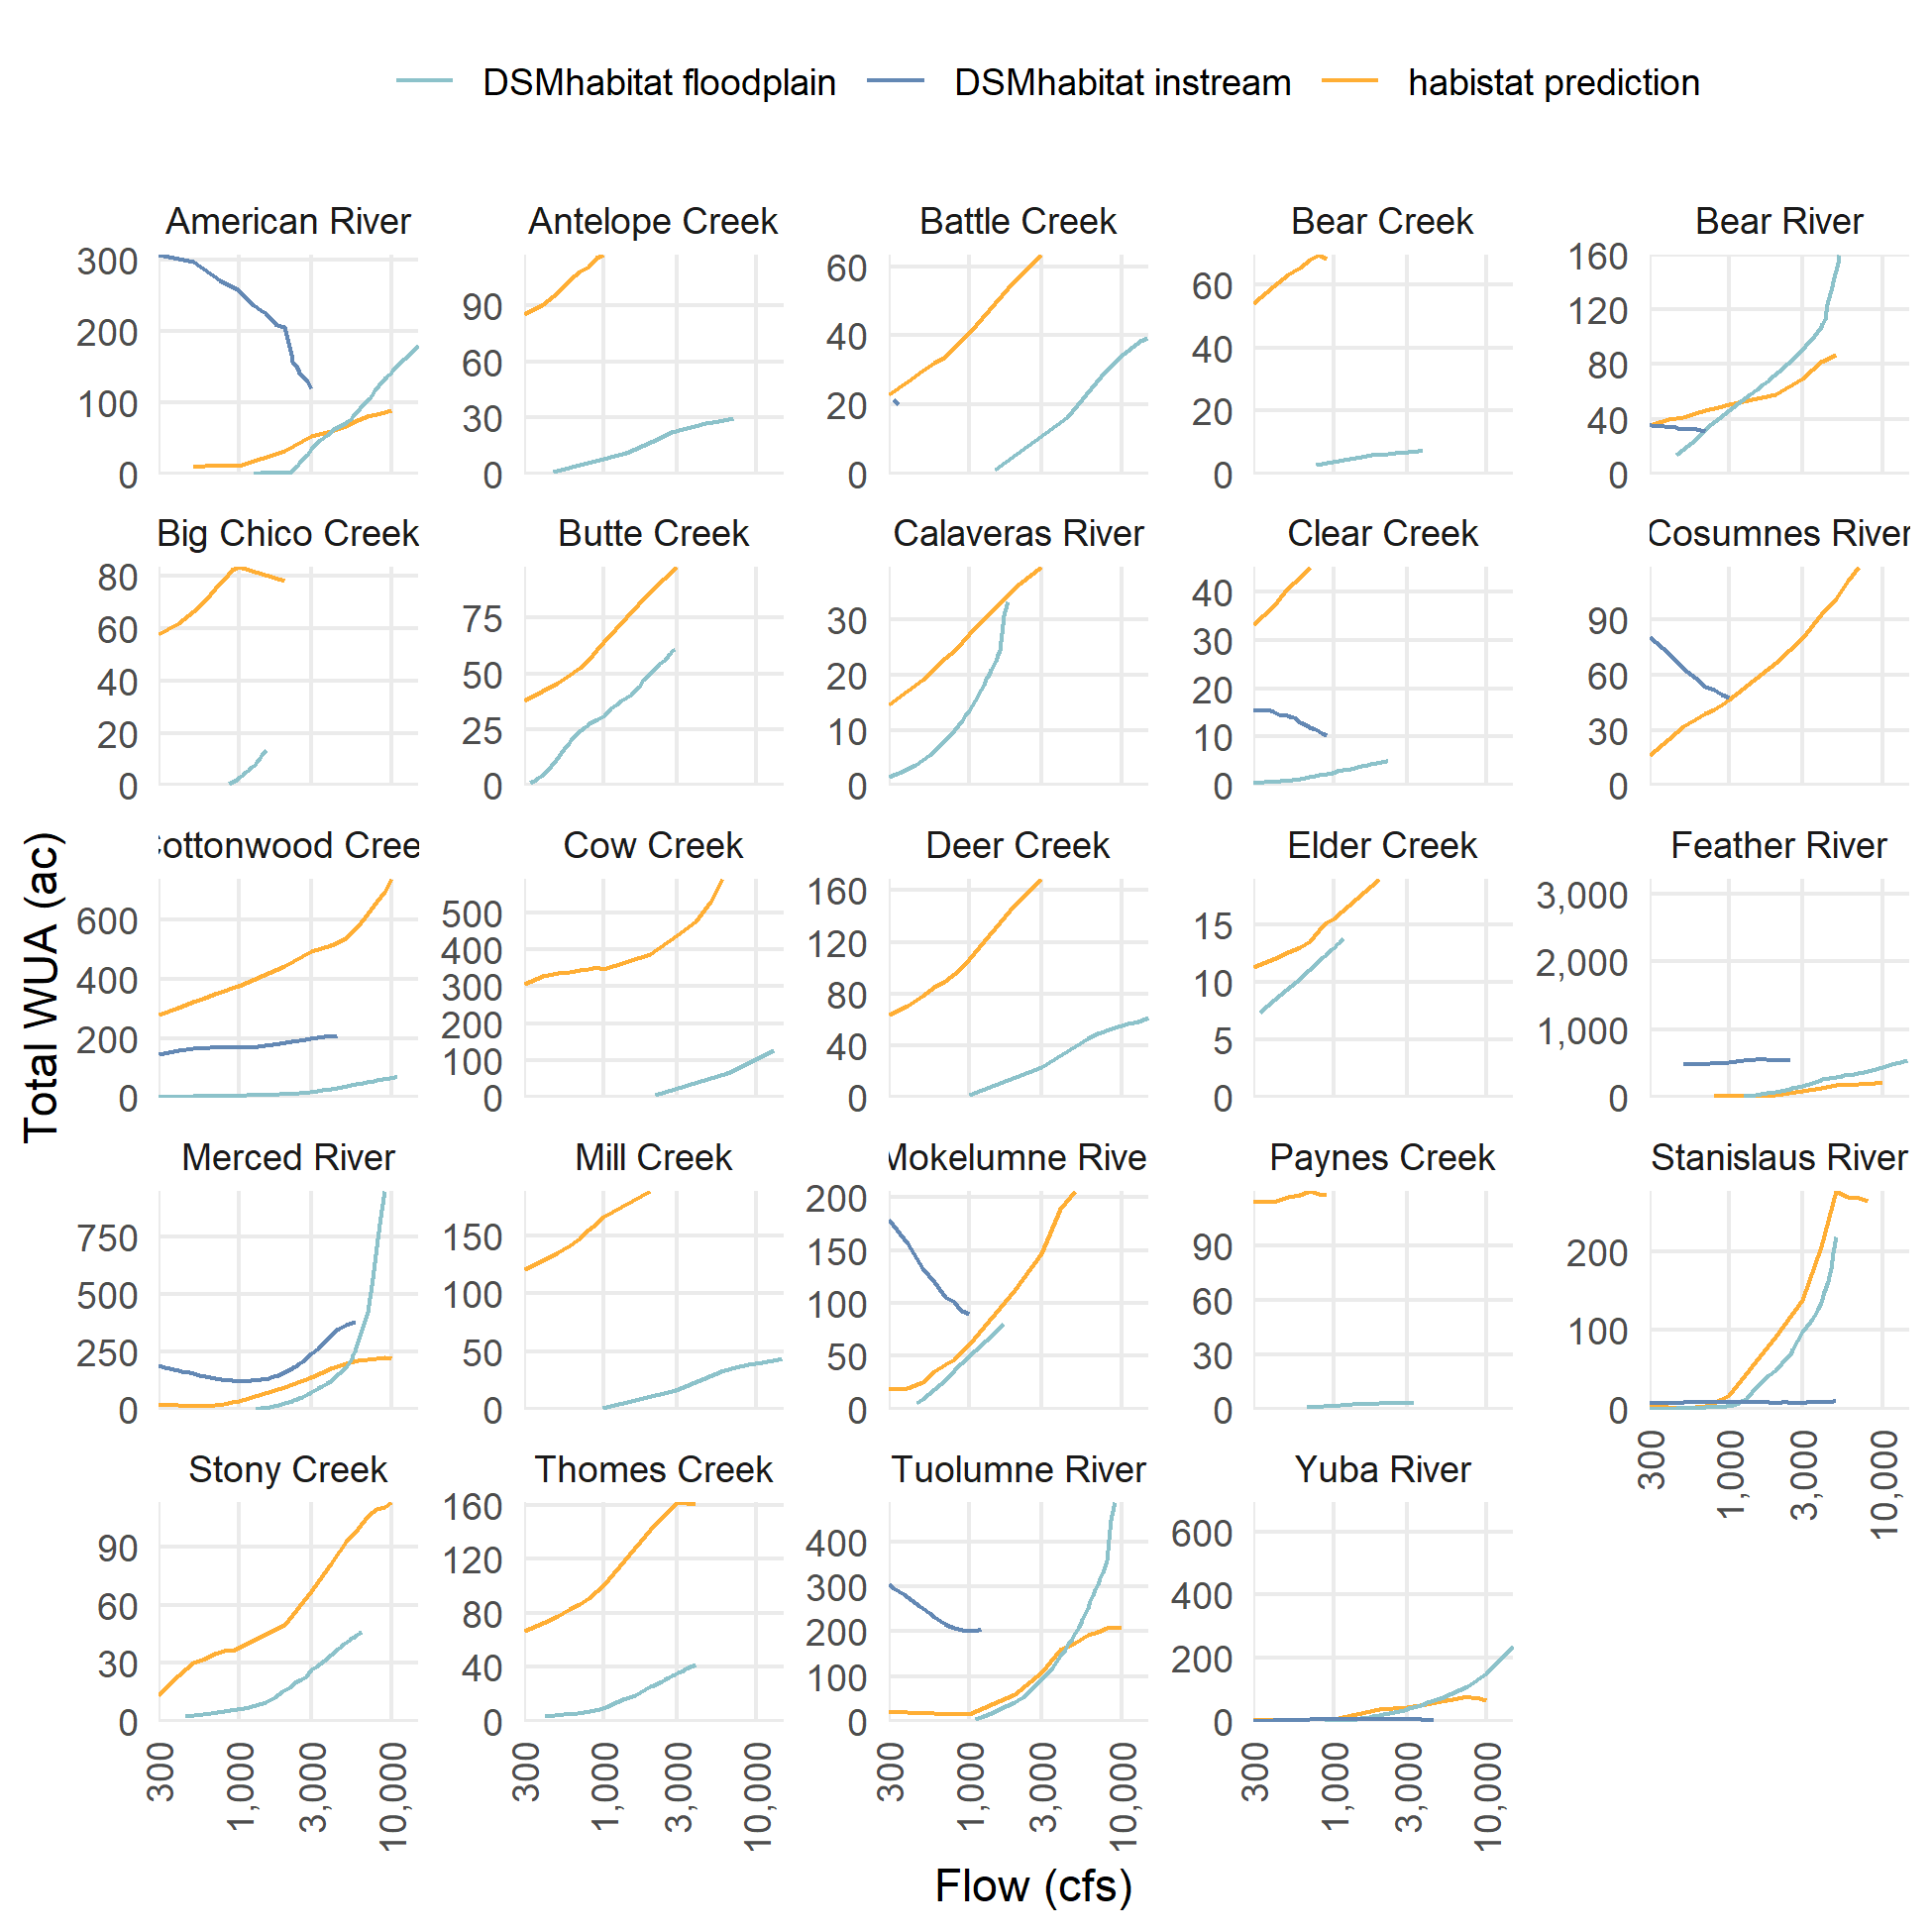 DSMhabitat floodplain DSMhabitat instream habistat prediction
American River Antelope Creek Battle Creek Bear Creek Bear River
300 200 100 0
90 60 30 0
60 40 20 0
60 40 20 0
160 120 80 40 0
Big Chico Creek Butte Creek Calaveras River Clear Creek Cosumnes River
80 60 40 20 0
75 50 25 0
30 20 10 0
40 30 20 10 0
90 60 30 0
ottonwood Cree Cow Creek Deer Creek Elder Creek Feather River
600 400 200 0
500 400 300 200 100 0
160 120 80 40 0
15 10 5 0
3,000 2,000 1,000 0
Total WUA (ac)
Merced River Mill Creek Mokelumne Rive Paynes Creek Stanislaus River
750 500 250 0
150 100 50 0
200 150 100 50 0
90 60 30 0
200 100 0
300 1,000 3,000 10,000
Stony Creek Thomes Creek Tuolumne River Yuba River
90 60 30 0
160 120 80 40 0
400 300 200 100 0
600 400 200 0
300 1,000 3,000 10,000
300 1,000 3,000 10,000
300 1,000 3,000 10,000
300 1,000 3,000 10,000
Flow (cfs)